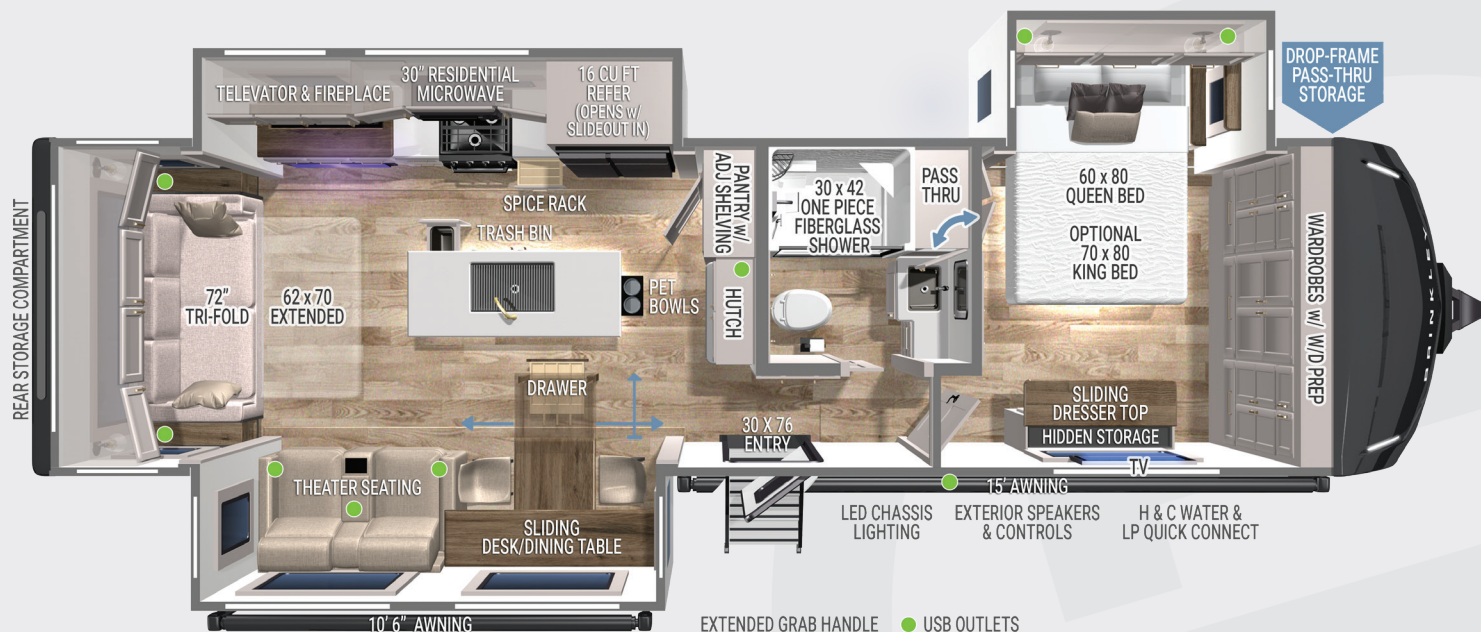 TELEVATOR & FIREPLACE
30" RESIDENTIAL
MICROWAVE
16 CU FT
REFER
(OPENS w/
SLIDEOUT IN)
DROP-FRAME
PASS-THRU
STORAGE
REAR STORAGE COMPARTMENT
72"
TRI-FOLD
62 x 70
EXTENDED
SPICE RACK
TRASH BIN
PET
BOWLS
PANTRY w/
ADJ SHELVING
HUTCH
30 x 42
ONE PIECE
FIBERGLASS
SHOWER
PASS
THRU
60 x 80
QUEEN BED
OPTIONAL
70 x 80
KING BED
WARDROBES w/ W/D PREP
BRINKLEY
DRAWER
30 X 76
ENTRY
SLIDING
DRESSER TOP
HIDDEN STORAGE
TV
THEATER SEATING
SLIDING
DESK/DINING TABLE
15' AWNING
LED CHASSIS
LIGHTING
EXTERIOR SPEAKERS
& CONTROLS
H & C WATER &
LP QUICK CONNECT
10' 6" AWNING
EXTENDED GRAB HANDLE
USB OUTLETS